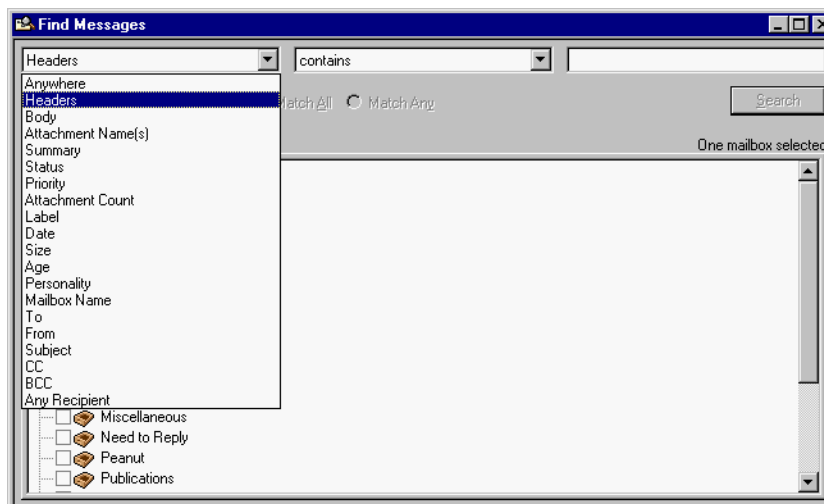 Find Messages
Headers contains
Anywhere
Headers
Match All Match Any
Search
Body
Attachment Name(s)
Summary
One mailbox selected
Status
Priority
Attachment Count
Label
Date
Size
Age
Personality
Mailbox Name
To
From
Subject
CC
BCC
Any Recipient
Miscellaneous
Need to Reply
Peanut
Publications